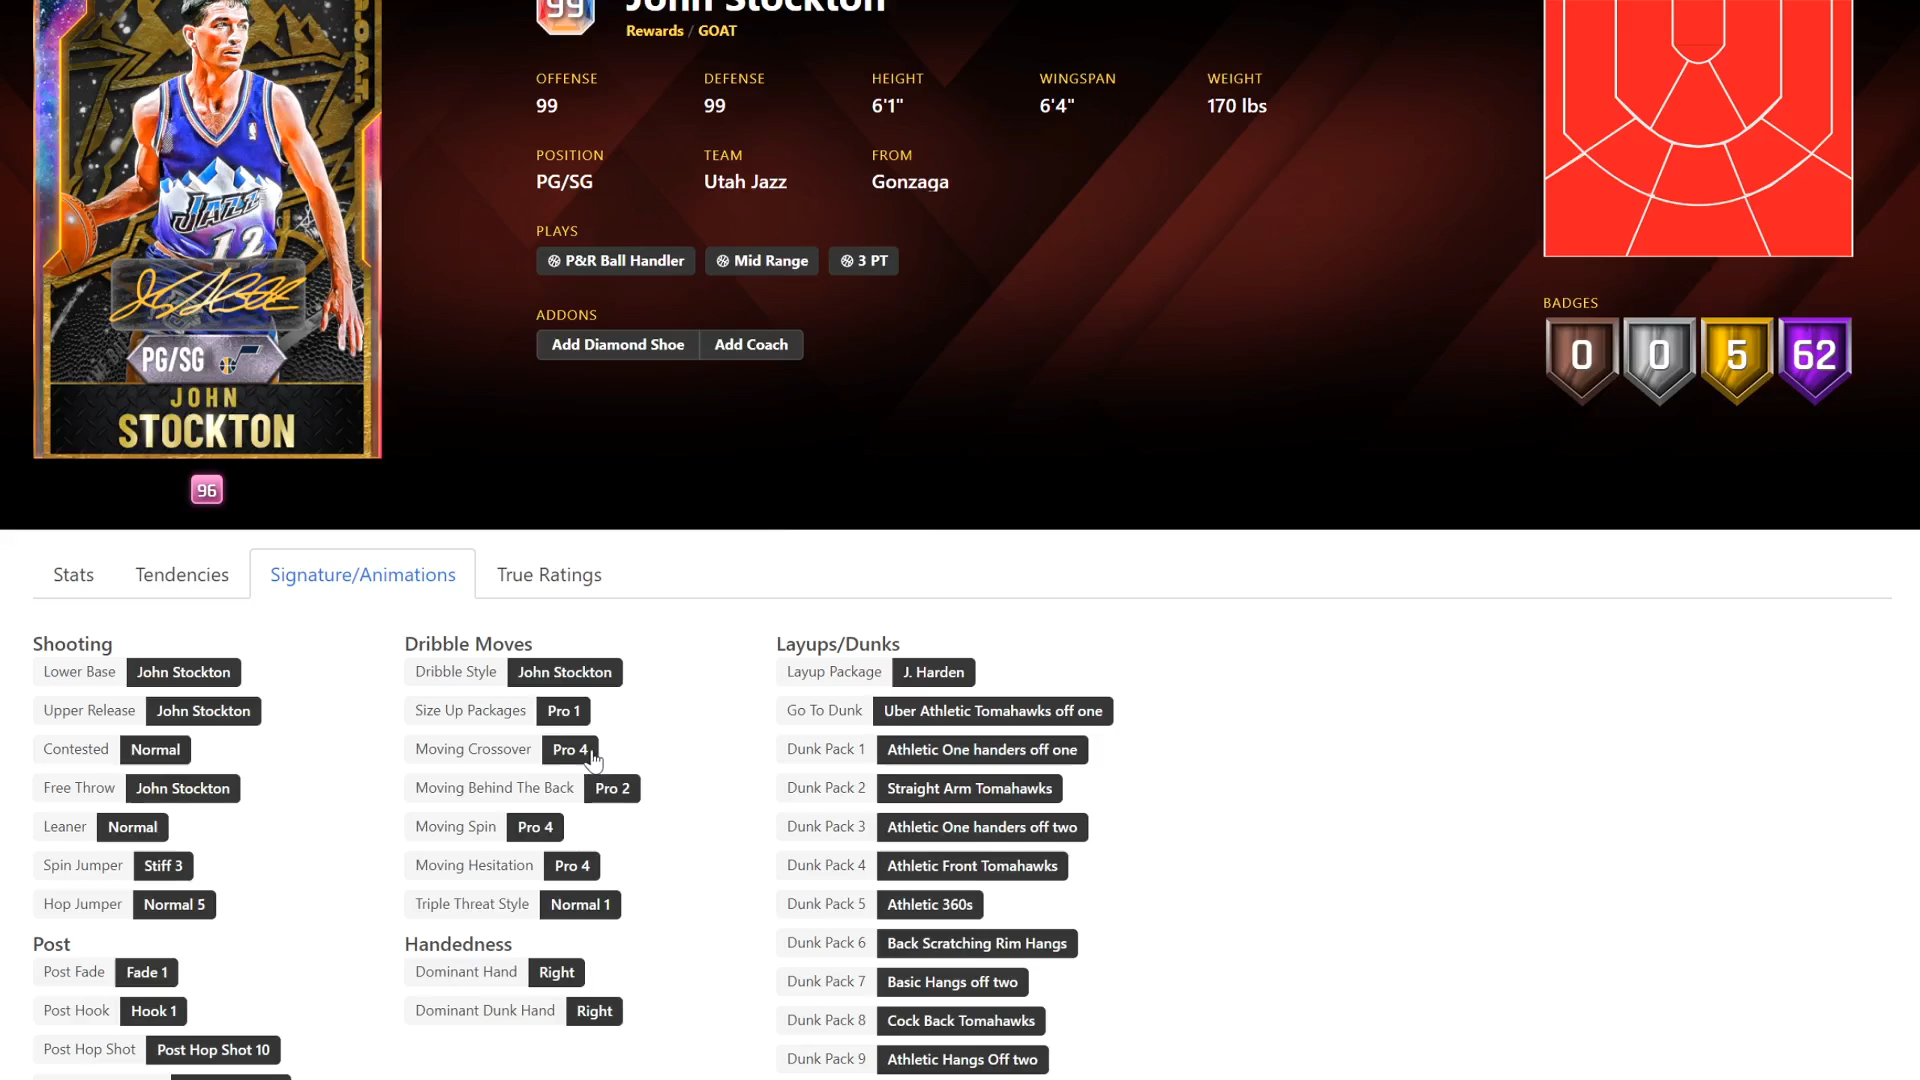 99
John Stockton
Rewards / GOAT
G.O.A.T.
OFFENSE
99
DEFENSE
99
HEIGHT
6'1"
WINGSPAN
6'4"
WEIGHT
170 lbs
POSITION
PG/SG
TEAM
Utah Jazz
FROM
Gonzaga
PLAYS
P&R Ball Handler
Mid Range
3 PT
ADDONS
Add Diamond Shoe
Add Coach
BADGES
0
0
5
62
JAZZ
12
PG/SG
JOHN
STOCKTON
96
Stats
Tendencies
Signature/Animations
True Ratings
Shooting
Lower Base John Stockton
Upper Release John Stockton
Contested Normal
Free Throw John Stockton
Leaner Normal
Spin Jumper Stiff 3
Hop Jumper Normal 5
Post
Post Fade Fade 1
Post Hook Hook 1
Post Hop Shot Post Hop Shot 10
Dribble Moves
Dribble Style John Stockton
Size Up Packages Pro 1
Moving Crossover Pro 4
Moving Behind The Back Pro 2
Moving Spin Pro 4
Moving Hesitation Pro 4
Triple Threat Style Normal 1
Handedness
Dominant Hand Right
Dominant Dunk Hand Right
Layups/Dunks
Layup Package J. Harden
Go To Dunk Uber Athletic Tomahawks off one
Dunk Pack 1 Athletic One handers off one
Dunk Pack 2 Straight Arm Tomahawks
Dunk Pack 3 Athletic One handers off two
Dunk Pack 4 Athletic Front Tomahawks
Dunk Pack 5 Athletic 360s
Dunk Pack 6 Back Scratching Rim Hangs
Dunk Pack 7 Basic Hangs off two
Dunk Pack 8 Cock Back Tomahawks
Dunk Pack 9 Athletic Hangs Off two